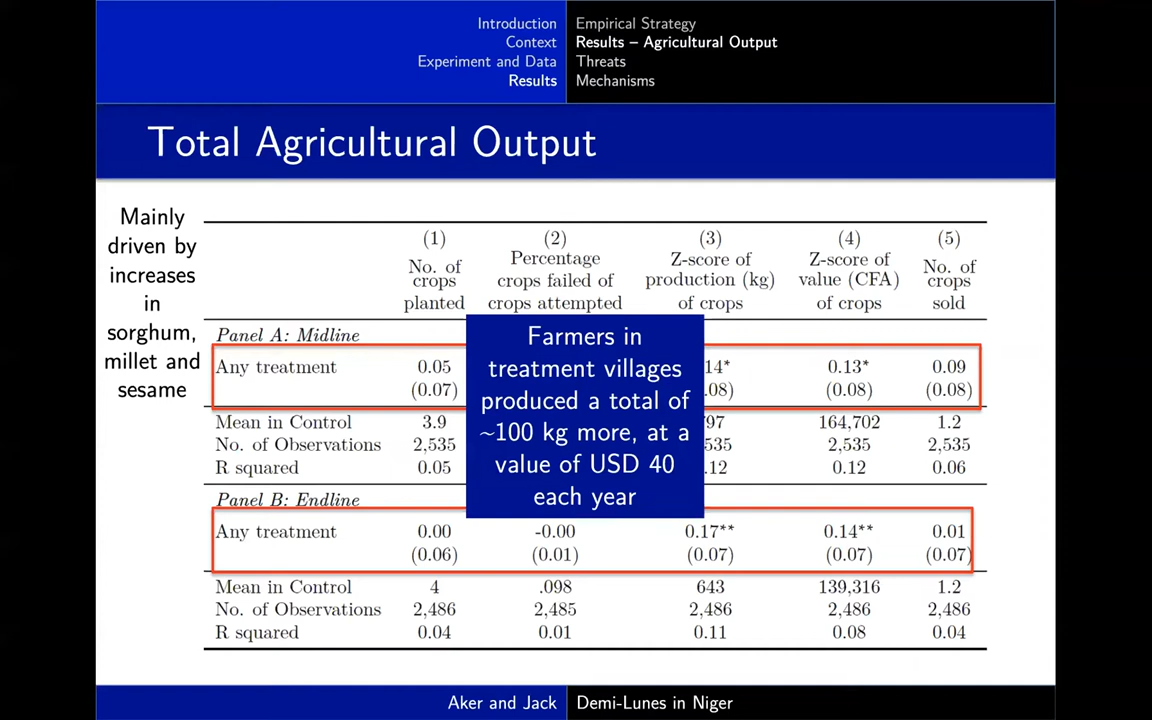 Introduction
Context
Experiment and Data
Results
Empirical Strategy
Results – Agricultural Output
Threats
Mechanisms
Total Agricultural Output
Mainly
driven by
increases
in
sorghum,
millet and
sesame
(1) (2) (3) (4) (5)
No. of crops planted
Percentage crops failed of crops attempted
Z-score of production (kg) of crops
Z-score of value (CFA) of crops
No. of crops sold
Panel A: Midline
Any treatment 0.05 14* 0.13* 0.09
(0.07) .08) (0.08) (0.08)
Mean in Control 3.9 797 164,702 1.2
No. of Observations 2,535 535 2,535 2,535
R squared 0.05 .12 0.12 0.06
Farmers in
treatment villages
produced a total of
~100 kg more, at a
value of USD 40
each year
Panel B: Endline
Any treatment 0.00 -0.00 0.17** 0.14** 0.01
(0.06) (0.01) (0.07) (0.07) (0.07)
Mean in Control 4 .098 643 139,316 1.2
No. of Observations 2,486 2,485 2,486 2,486 2,486
R squared 0.04 0.01 0.11 0.08 0.04
Aker and Jack
Demi-Lunes in Niger